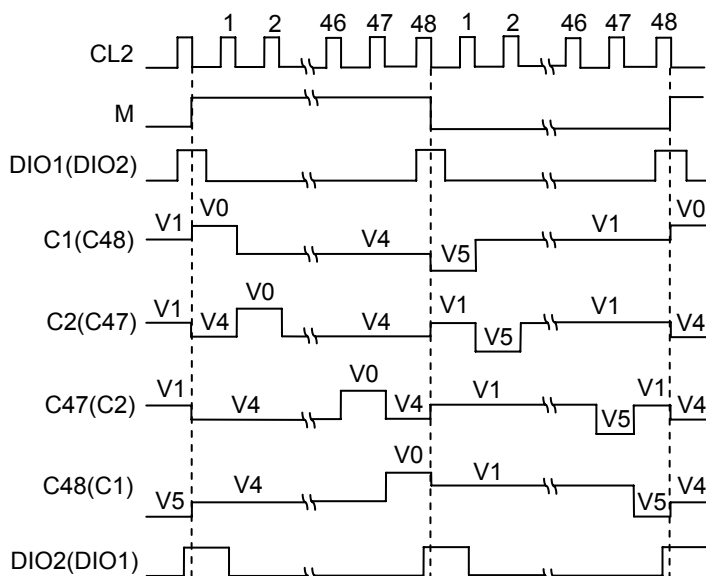 1 2 46 47 48 1 2 46 47 48
CL2
M
DIO1(DIO2)
V1 V0 V4 V5 V1 V0
C1(C48)
V1 V4 V0 V4 V1 V5 V1 V4
C2(C47)
V1 V4 V0 V4 V1 V5 V1 V4
C47(C2)
V5 V4 V0 V1 V5 V4
C48(C1)
DIO2(DIO1)